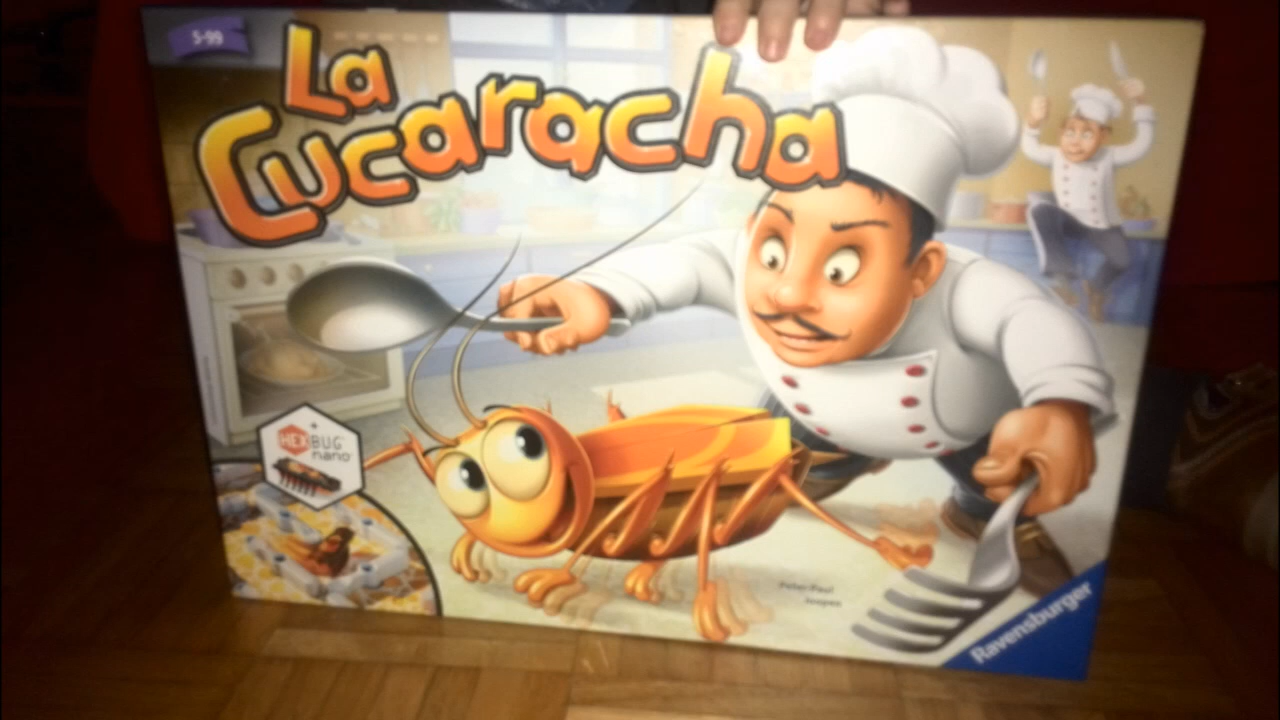 5-99
La
Cucaracha
+
HEXBUG
nano
Peter-Paul
Joopen
Ravensburger